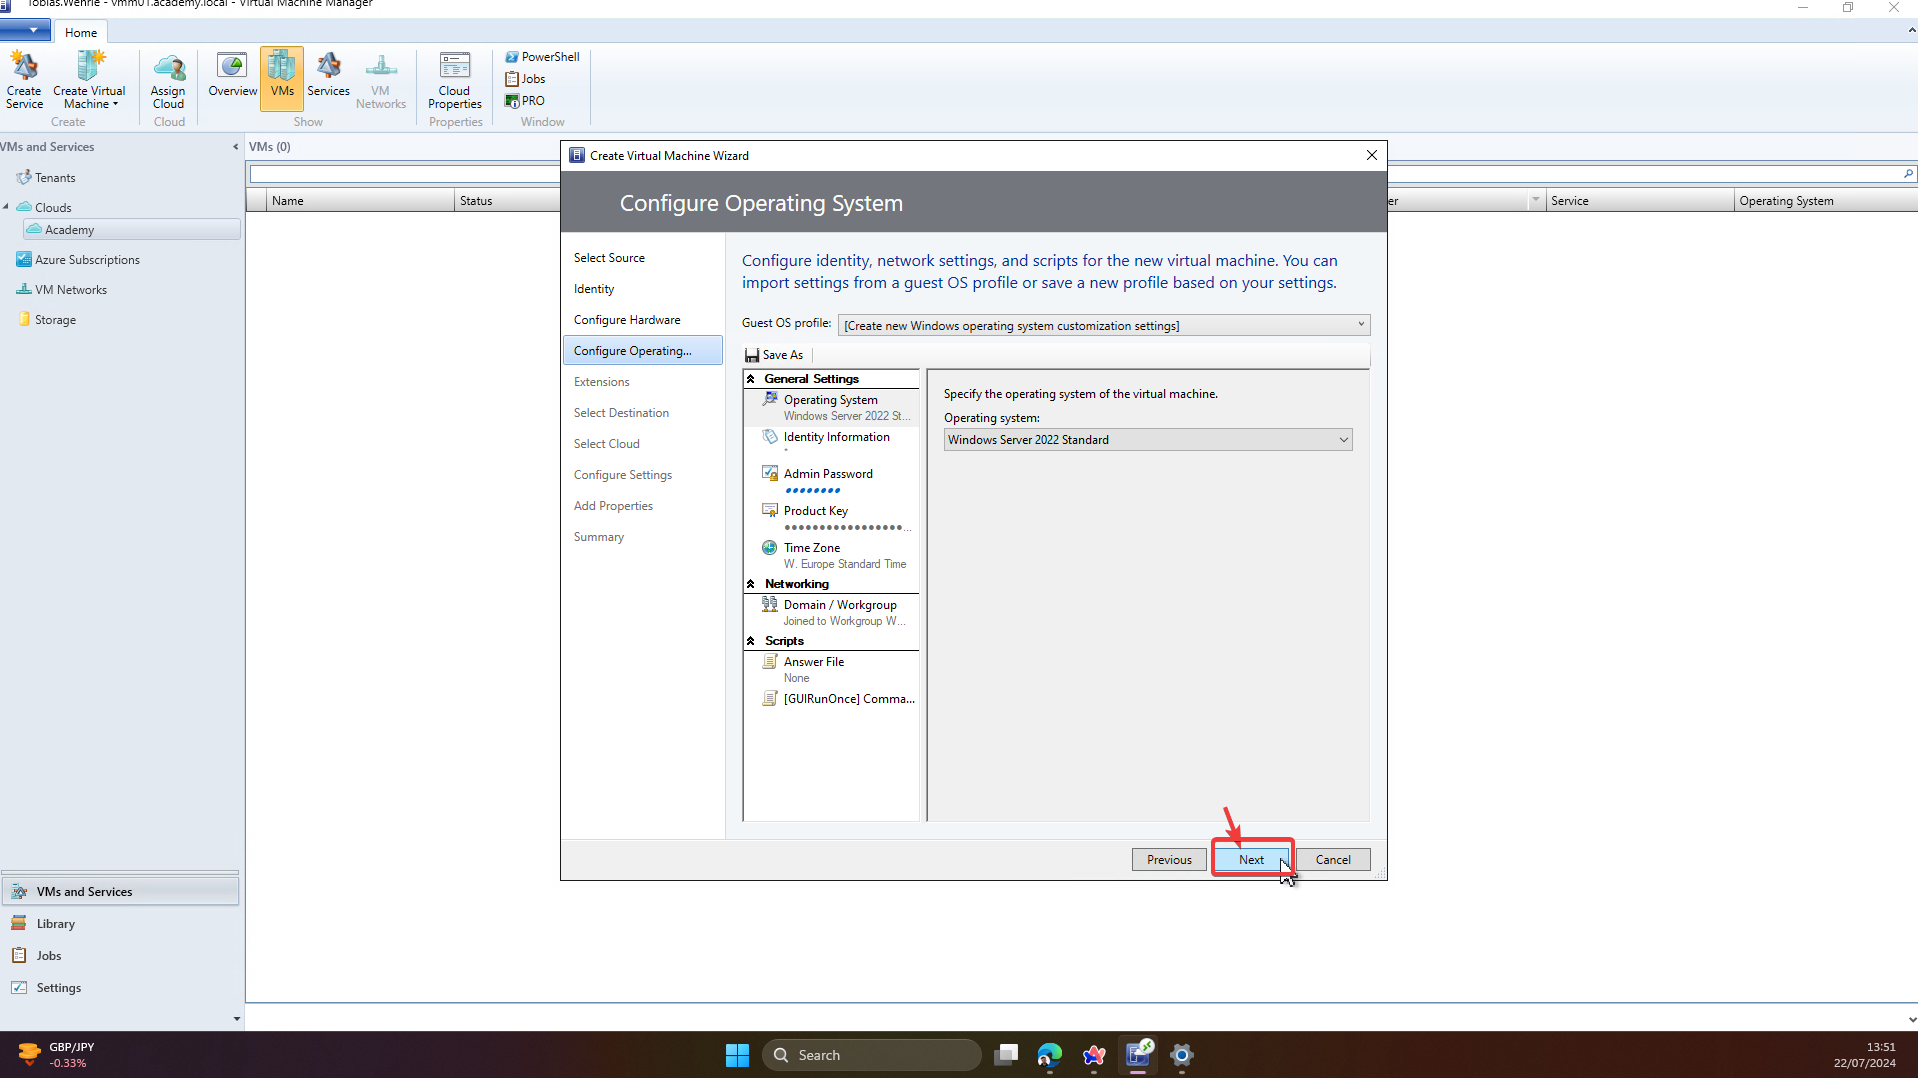 Tobias.Wehrle - vmm01.academy.local - Virtual Machine Manager
Home
Create Service
Create Virtual Machine
Create
Assign Cloud
Cloud
Overview
VMs
Services
VM Networks
Show
Cloud Properties
Properties
PowerShell
Jobs
PRO
Window
VMs and Services
Tenants
Clouds
Academy
Azure Subscriptions
VM Networks
Storage
VMs and Services
Library
Jobs
Settings
VMs (0)
Name
Status
er
Service
Operating System
Create Virtual Machine Wizard
Configure Operating System
Select Source
Identity
Configure Hardware
Configure Operating...
Extensions
Select Destination
Select Cloud
Configure Settings
Add Properties
Summary
Configure identity, network settings, and scripts for the new virtual machine. You can
import settings from a guest OS profile or save a new profile based on your settings.
Guest OS profile:
[Create new Windows operating system customization settings]
Save As
General Settings
Operating System
Windows Server 2022 St...
Identity Information
*
Admin Password
••••••••
Product Key
•••••••••••••••••...
Time Zone
W. Europe Standard Time
Networking
Domain / Workgroup
Joined to Workgroup W...
Scripts
Answer File
None
[GUIRunOnce] Comma...
Specify the operating system of the virtual machine.
Operating system:
Windows Server 2022 Standard
Previous
Next
Cancel
GBP/JPY
-0.33%
Search
13:51
22/07/2024